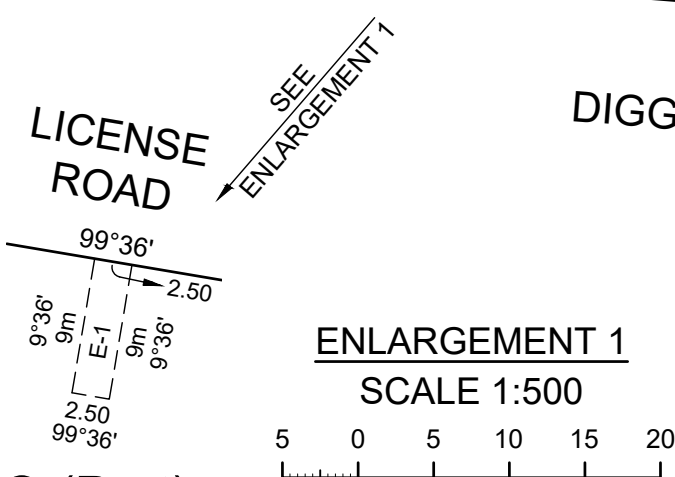 SEE
ENLARGEMENT 1
DIGG
LICENSE
ROAD
99°36'
2.50
9°36'
9m
E-1
9m
9°36'
2.50
99°36'
ENLARGEMENT 1
SCALE 1:500
5 0 5 10 15 20